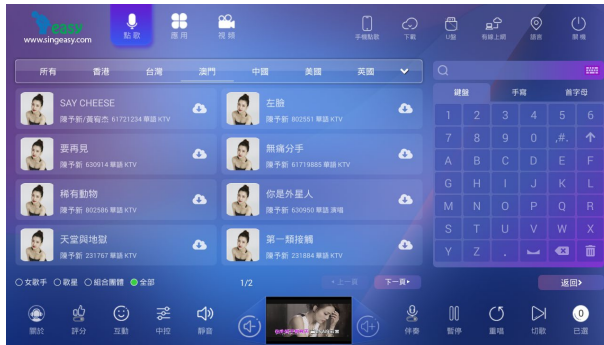 Singeasy
www.singeasy.com
點歌
應用
視頻
手機點歌
下載
U盤
有線上網
語音
關機
所有 香港 台灣 澳門 中國 美國 英國
鍵盤 手寫 首字母
SAY CHEESE
陳予新/黃宥杰 61721234 華語 KTV
左臉
陳予新 802551 華語 KTV
要再見
陳予新 630914 華語 KTV
無痛分手
陳予新 61719885 華語 KTV
稀有動物
陳予新 802586 華語 KTV
你是外星人
陳予新 630950 華語 演唱
天堂與地獄
陳予新 231767 華語 KTV
第一類接觸
陳予新 231884 華語 KTV
1 2 3 4 5 6
7 8 9 0 ,#.
A B C D E F
G H I J K L
M N O P Q R
S T U V W X
Y Z .
女歌手 歌星 組合團體 全部
1/2
上一頁
下一頁
返回
關於
評分
互動
中控
靜音
伴奏
暫停
重唱
切歌
0
已選